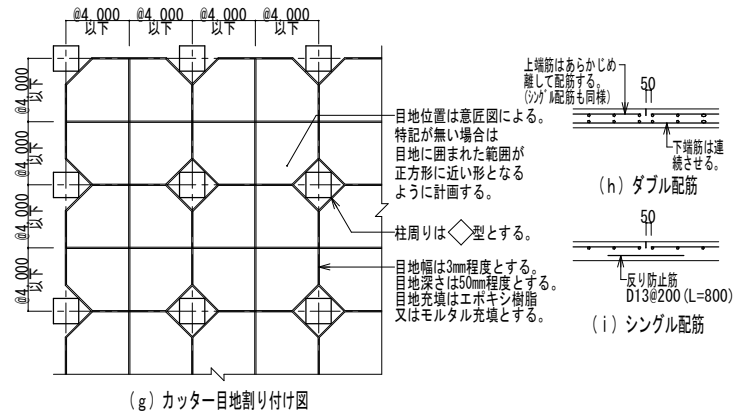 @4,000
以下
@4,000
以下
@4,000
以下
@4,000
以下
@4,000
以下
@4,000
以下
@4,000
以下
@4,000
以下
目地位置は意匠図による。
特記が無い場合は
目地に囲まれた範囲が
正方形に近い形となる
ように計画する。
柱周りは◇型とする。
目地幅は3mm程度とする。
目地深さは50mm程度とする。
目地充填はエポキシ樹脂
又はモルタル充填とする。
(g) カッター目地割り付け図
上端筋はあらかじめ
離して配筋する。
(シングル配筋も同様)
50
下端筋は連
続させる。
(h) ダブル配筋
50
反り防止筋
D13@200(L=800)
(i) シングル配筋